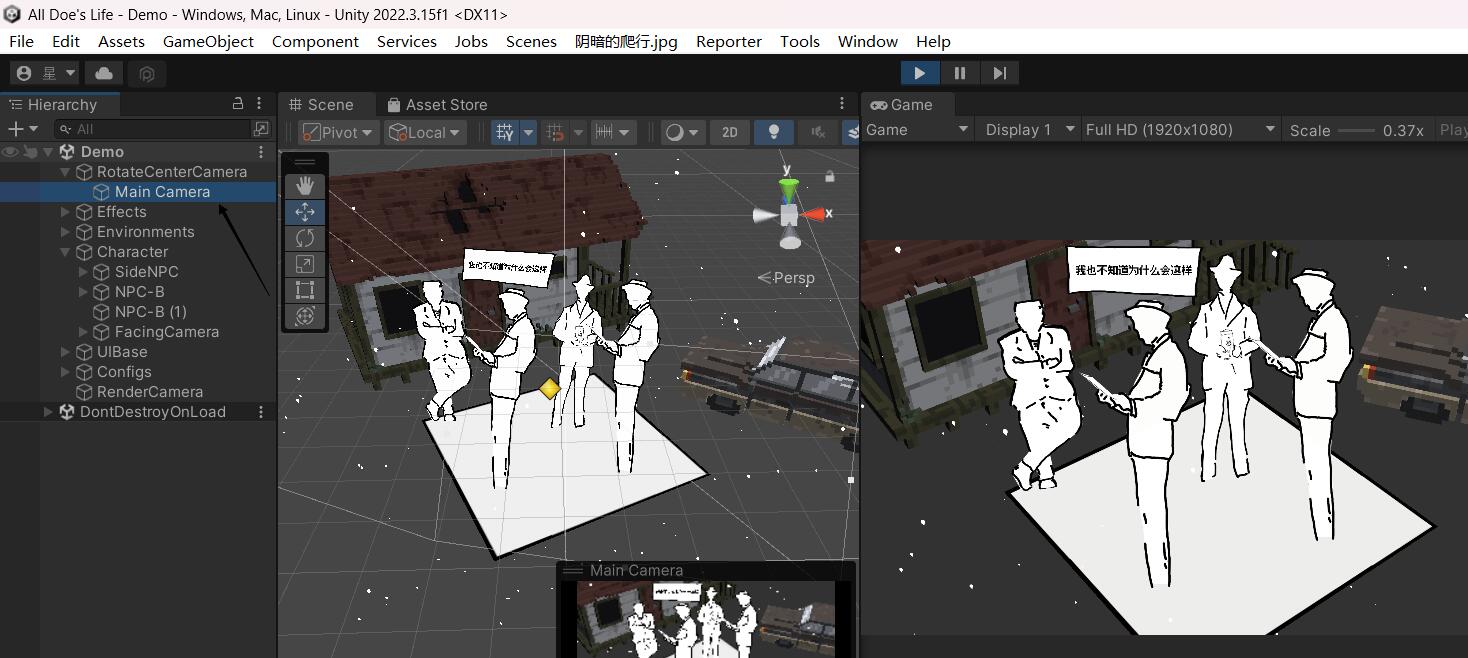 All Doe's Life - Demo - Windows, Mac, Linux - Unity 2022.3.15f1 <DX11>
File Edit Assets GameObject Component Services Jobs Scenes 阴暗的爬行.jpg Reporter Tools Window Help
星
Hierarchy
All
Demo
RotateCenterCamera
Main Camera
Effects
Environments
Character
SideNPC
NPC-B
NPC-B (1)
FacingCamera
UIBase
Configs
RenderCamera
DontDestroyOnLoad
Scene Asset Store
Pivot Local 2D
y
x
Persp
我也不知道为什么会这样
Main Camera
Game
Game Display 1 Full HD (1920x1080) Scale 0.37x Play
我也不知道为什么会这样